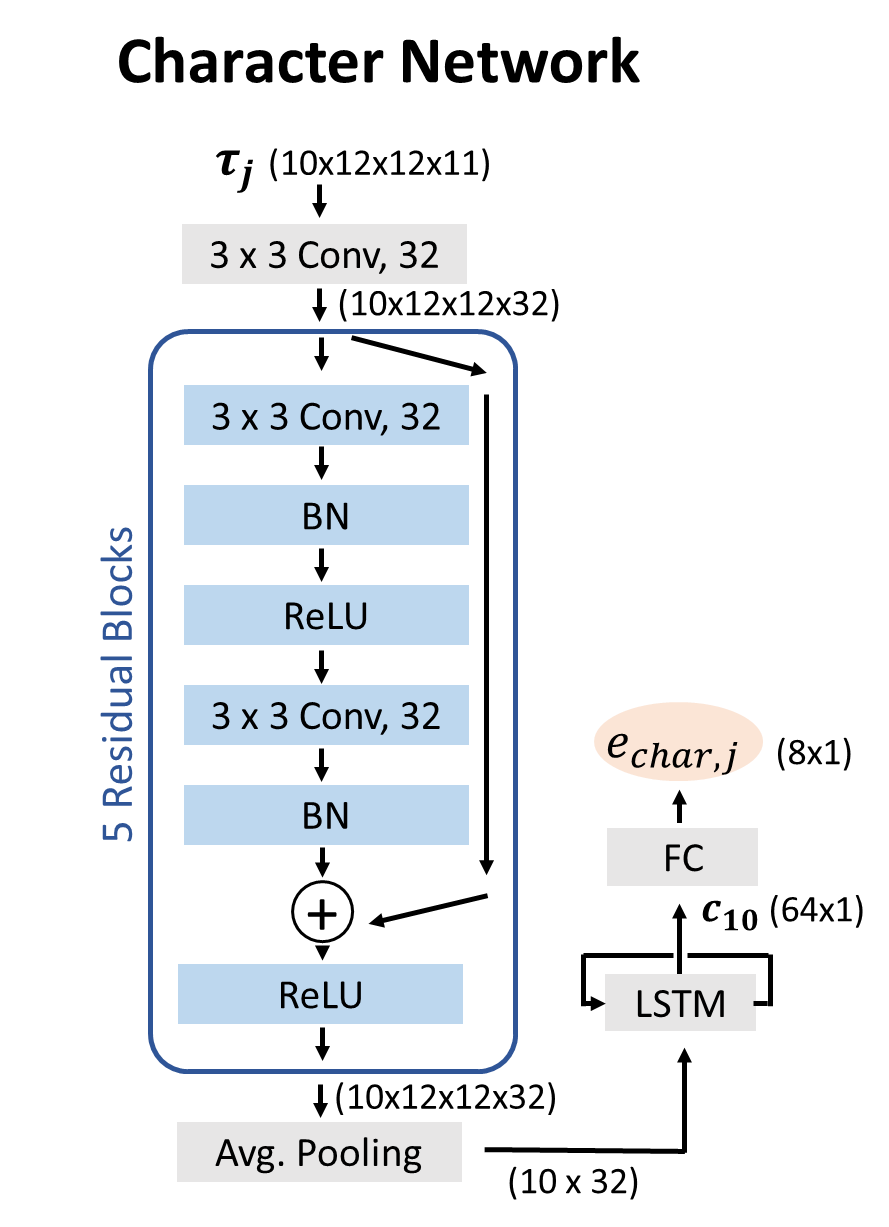 Character Network
τj (10x12x12x11)
3 x 3 Conv, 32
(10x12x12x32)
5 Residual Blocks
3 x 3 Conv, 32
BN
ReLU
3 x 3 Conv, 32
BN
+
ReLU
(10x12x12x32)
Avg. Pooling
(10 x 32)
LSTM
c10 (64x1)
FC
echar,j (8x1)